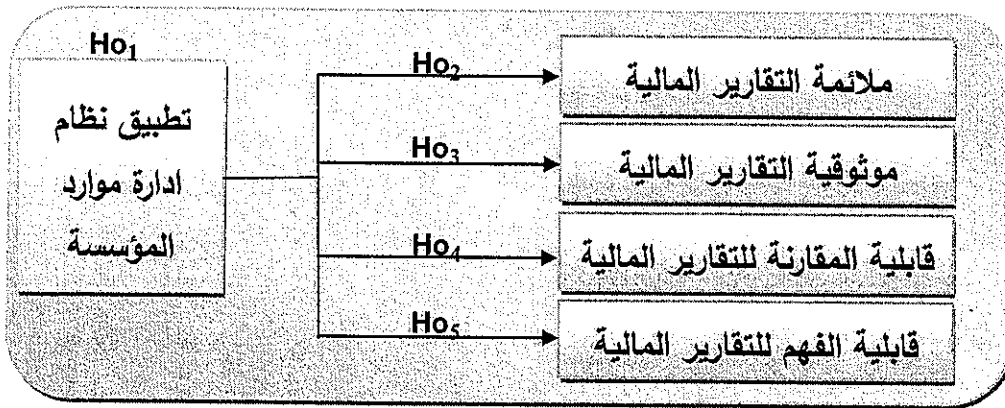 Ho1
تطبيق نظام
ادارة موارد
المؤسسة
Ho2
ملائمة التقارير المالية
Ho3
موثوقية التقارير المالية
Ho4
قابلية المقارنة للتقارير المالية
Ho5
قابلية الفهم للتقارير المالية